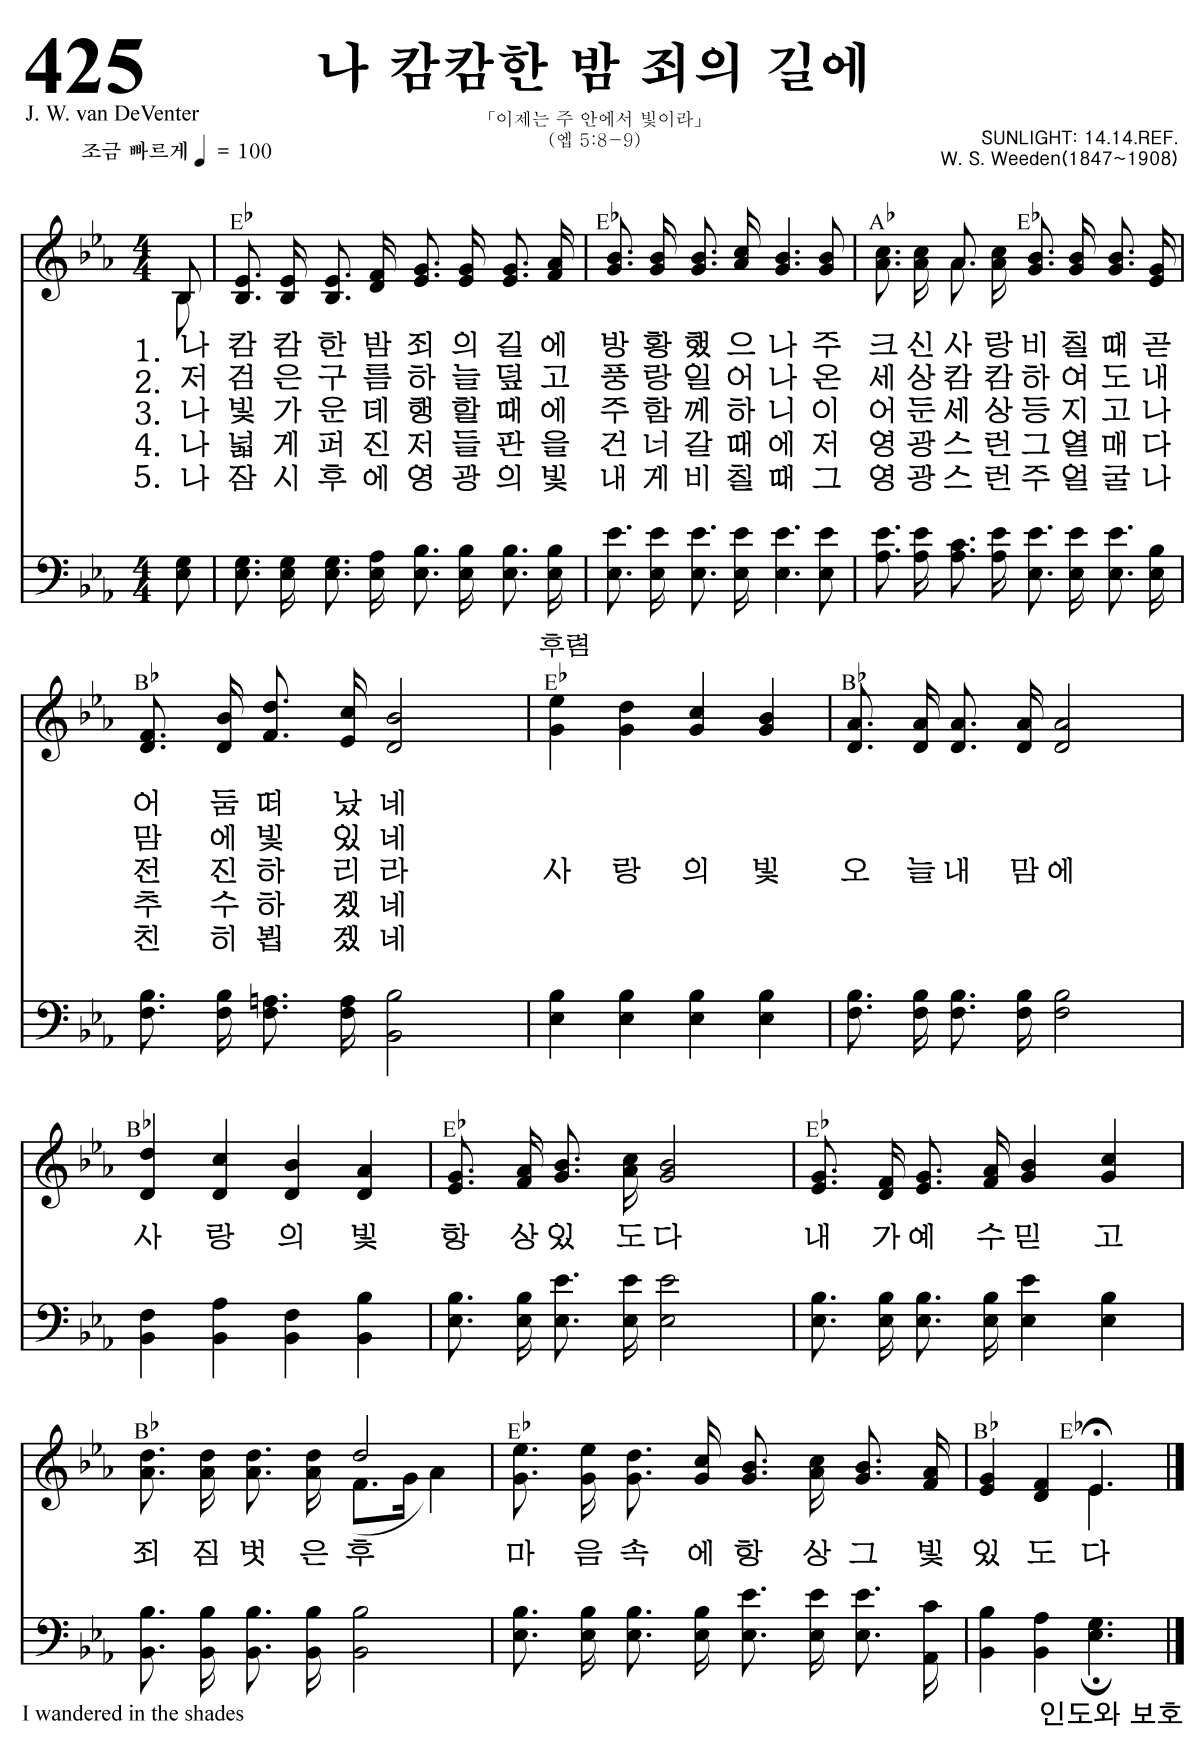 425
나 캄캄한 밤 죄의 길에
J. W. van DeVenter
「이제는 주 안에서 빛이라」
(엡 5:8-9)
조금 빠르게 ♩ = 100
SUNLIGHT: 14.14.REF.
W. S. Weeden(1847~1908)
E♭ E♭ A♭ E♭
1. 나 캄 캄 한 밤 죄 의 길 에 방 황 했 으 나 주 크 신 사 랑 비 칠 때 곧
2. 저 검 은 구 름 하 늘 덮 고 풍 랑 일 어 나 온 세 상 캄 캄 하 여 도 내
3. 나 빛 가 운 데 행 할 때 에 주 함 께 하 니 이 어 둔 세 상 등 지 고 나
4. 나 넓 게 퍼 진 저 들 판 을 건 너 갈 때 에 저 영 광 스 런 그 열 매 다
5. 나 잠 시 후 에 영 광 의 빛 내 게 비 칠 때 그 영 광 스 런 주 얼 굴 나
후렴
B♭ E♭ B♭
어 둠 떠 났 네
맘 에 빛 있 네
전 진 하 리 라 사 랑 의 빛 오 늘 내 맘 에
추 수 하 겠 네
친 히 뵙 겠 네
B♭ E♭ E♭
사 랑 의 빛 항 상 있 도 다 내 가 예 수 믿 고
B♭ E♭ B♭ E♭
죄 짐 벗 은 후 마 음 속 에 항 상 그 빛 있 도 다
I wandered in the shades
인도와 보호